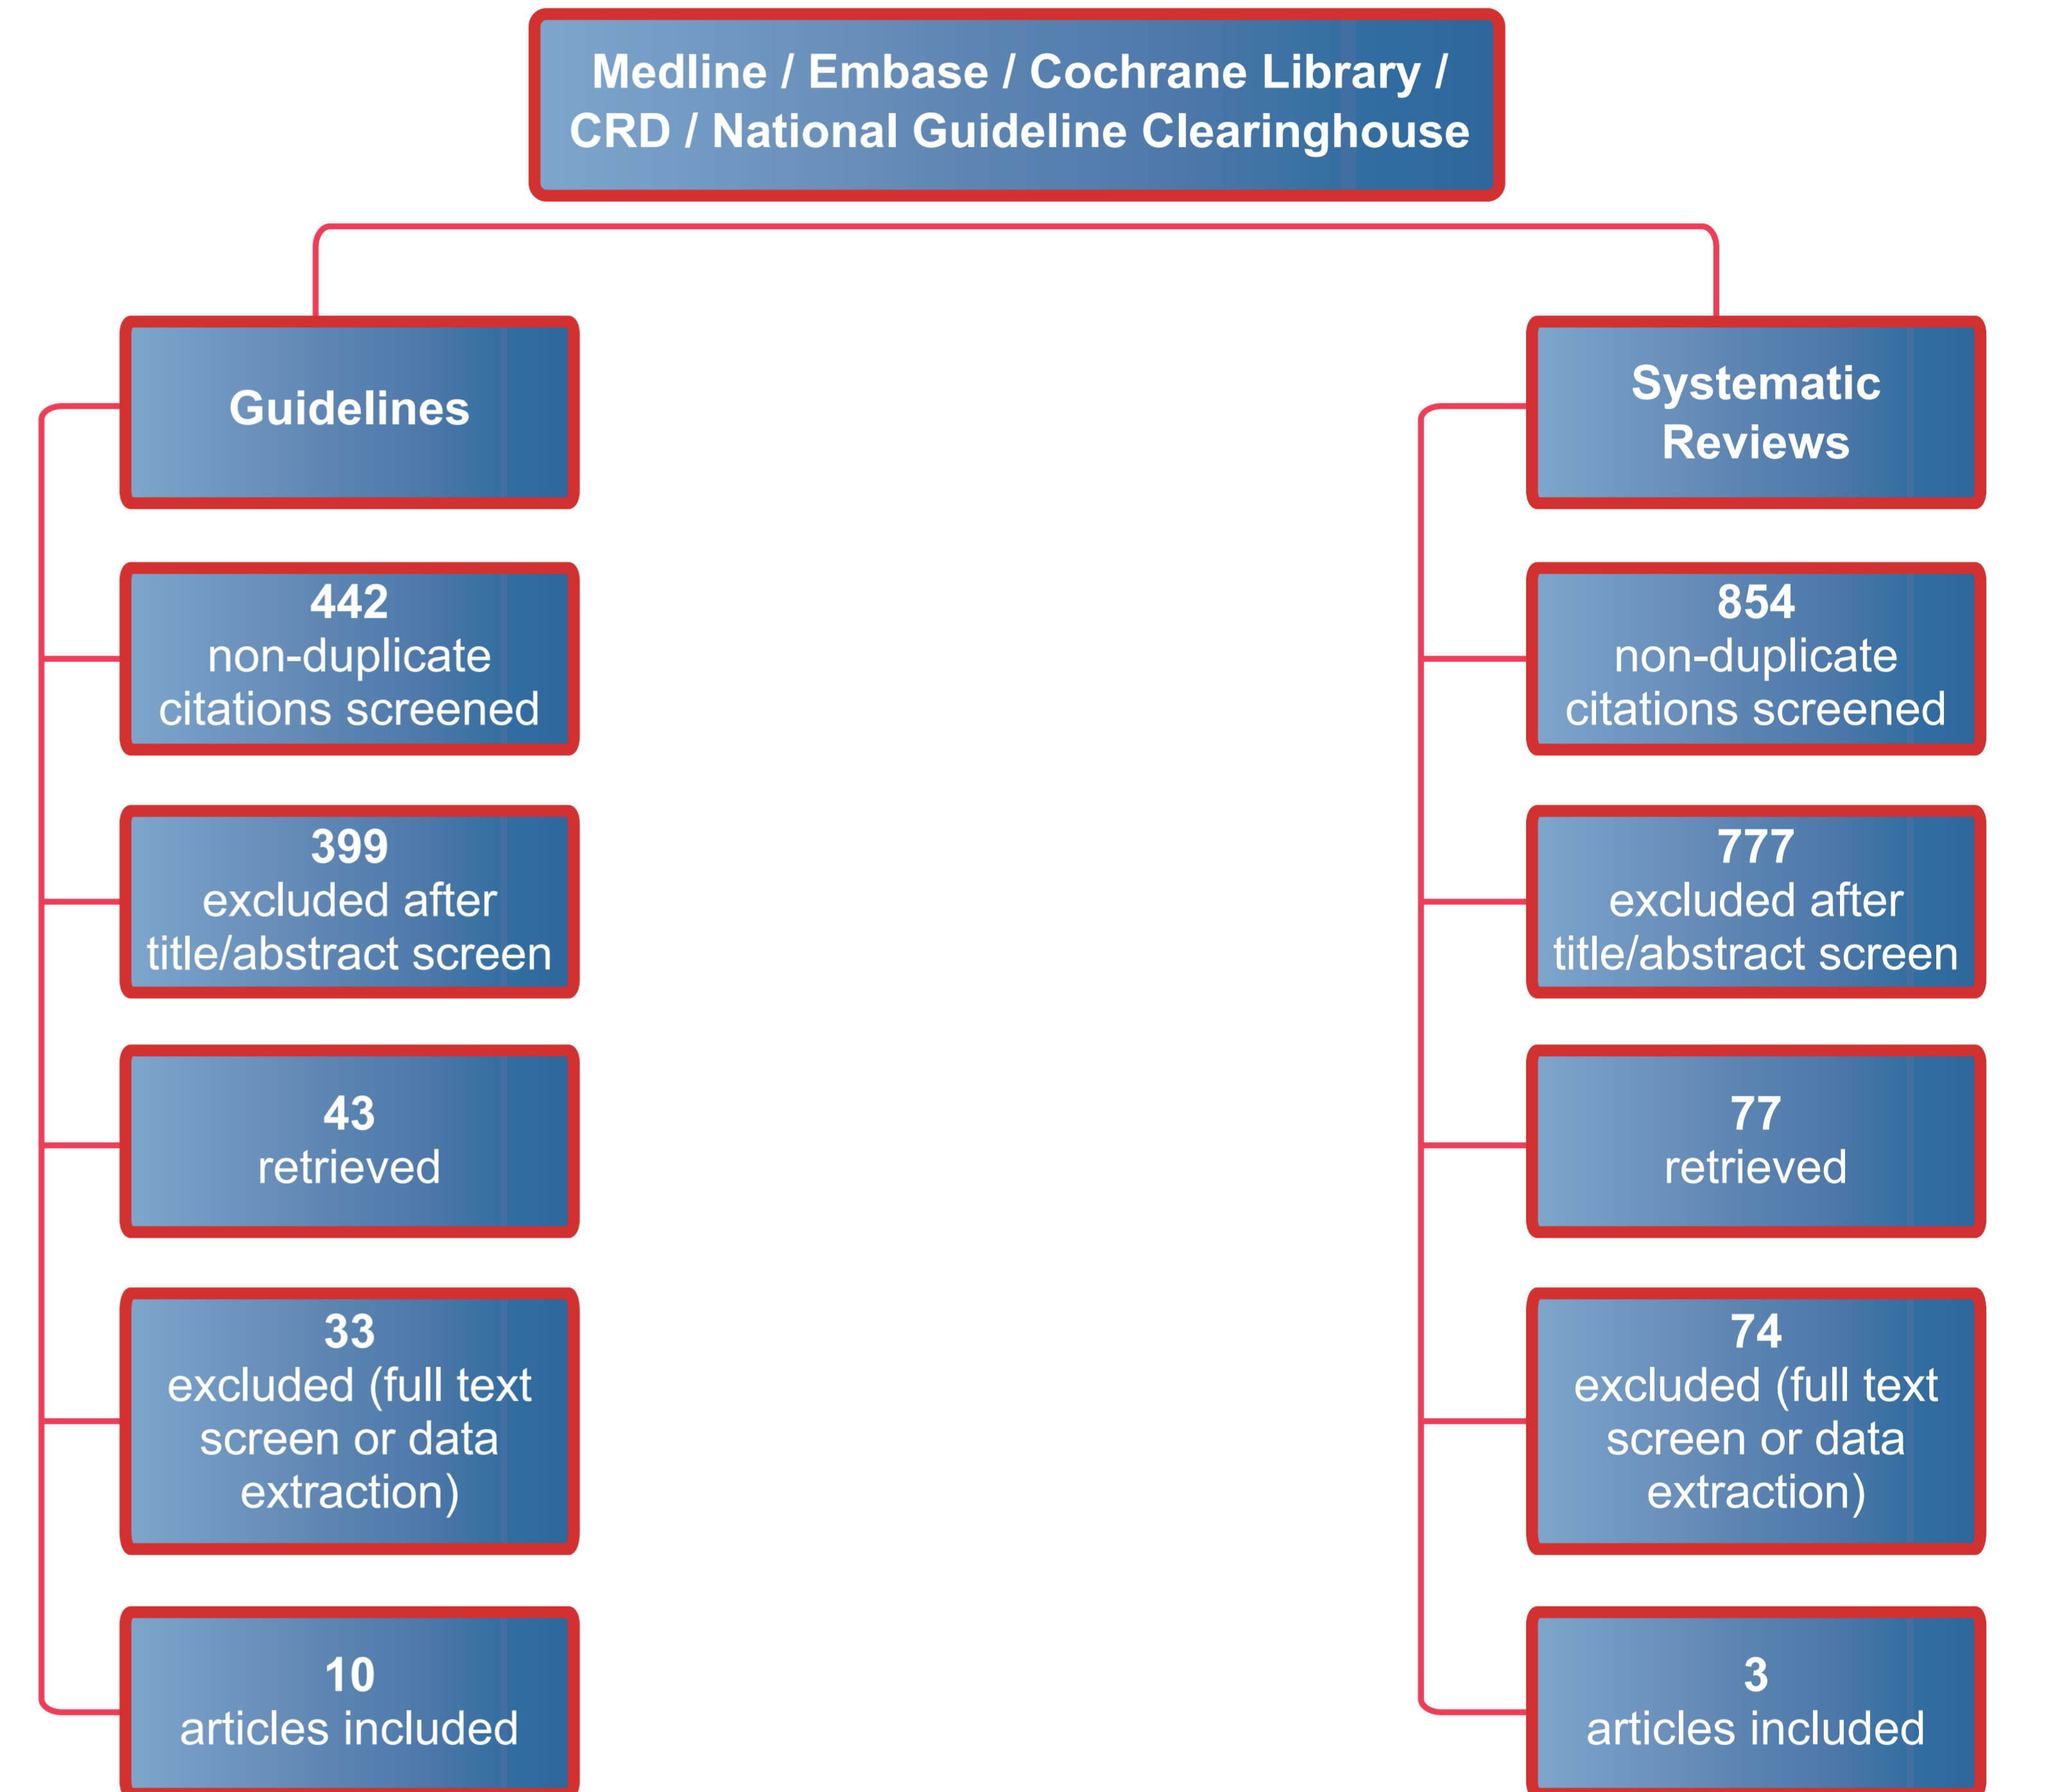 Medline / Embase / Cochrane Library /
CRD / National Guideline Clearinghouse
Guidelines
442
non-duplicate
citations screened
399
excluded after
title/abstract screen
43
retrieved
33
excluded (full text
screen or data
extraction)
10
articles included
Systematic
Reviews
854
non-duplicate
citations screened
777
excluded after
title/abstract screen
77
retrieved
74
excluded (full text
screen or data
extraction)
3
articles included